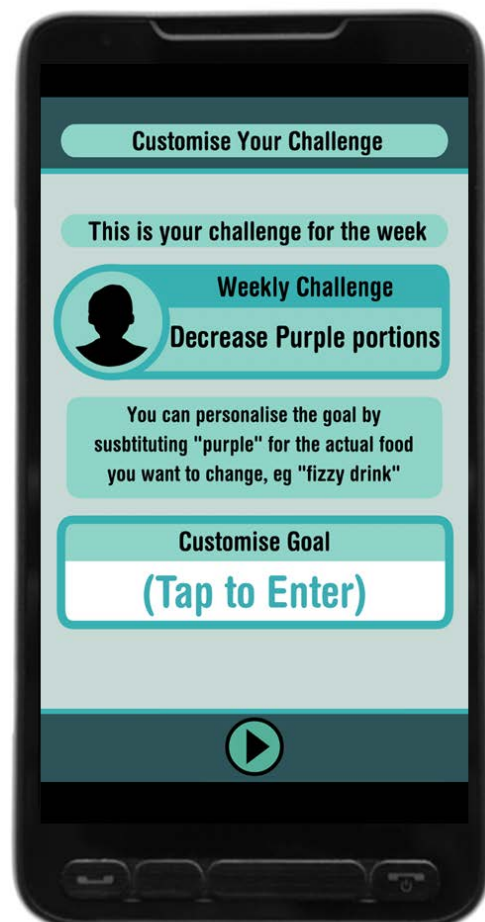 Customise Your Challenge
This is your challenge for the week
Weekly Challenge
Decrease Purple portions
You can personalise the goal by
susbtituting "purple" for the actual food
you want to change, eg "fizzy drink"
Customise Goal
(Tap to Enter)